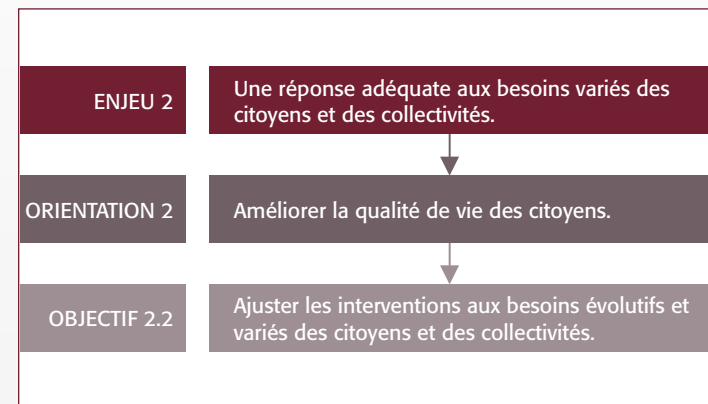 ENJEU 2
Une réponse adéquate aux besoins variés des
citoyens et des collectivités.
ORIENTATION 2
Améliorer la qualité de vie des citoyens.
OBJECTIF 2.2
Ajuster les interventions aux besoins évolutifs et
variés des citoyens et des collectivités.